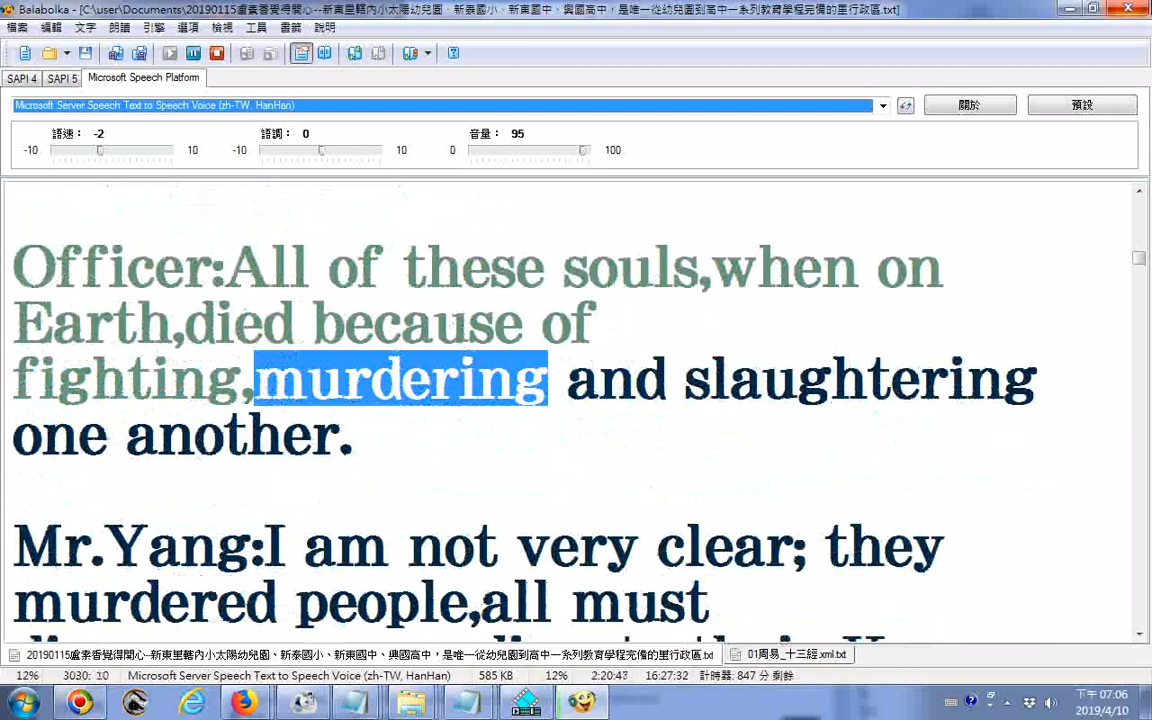 Balabolka - [C:\user\Documents\20190115盧素香覺得開心--新東里轄內小太陽幼兒園、新泰國小、新東國中、興國高中，是唯一從幼兒園到高中一系列教育學程完備的里行政區.txt]
檔案 編輯 文字 朗讀 引擎 選項 檢視 工具 書籤 說明
SAPI 4 SAPI 5 Microsoft Speech Platform
Microsoft Server Speech Text to Speech Voice (zh-TW, HanHan) 關於 預設
語速： -2 語調： 0 音量： 95
-10 10 -10 10 0 100
Officer:All of these souls,when on
Earth,died because of
fighting,murdering and slaughtering
one another.
Mr.Yang:I am not very clear; they
murdered people,all must
20190115盧素香覺得開心--新東里轄內小太陽幼兒園、新泰國小、新東國中、興國高中，是唯一從幼兒園到高中一系列教育學程完備的里行政區.txt 01周易_十三經.xml.txt
12% 3030: 10 Microsoft Server Speech Text to Speech Voice (zh-TW, HanHan) 585 KB 12% 2:20:43 16:27:32 計時器: 847 分 剩餘
下午 07:06
2019/4/10